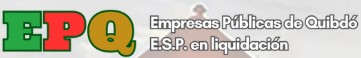 EPQ
Empresas Públicas de Quibdó
E.S.P. en liquidación